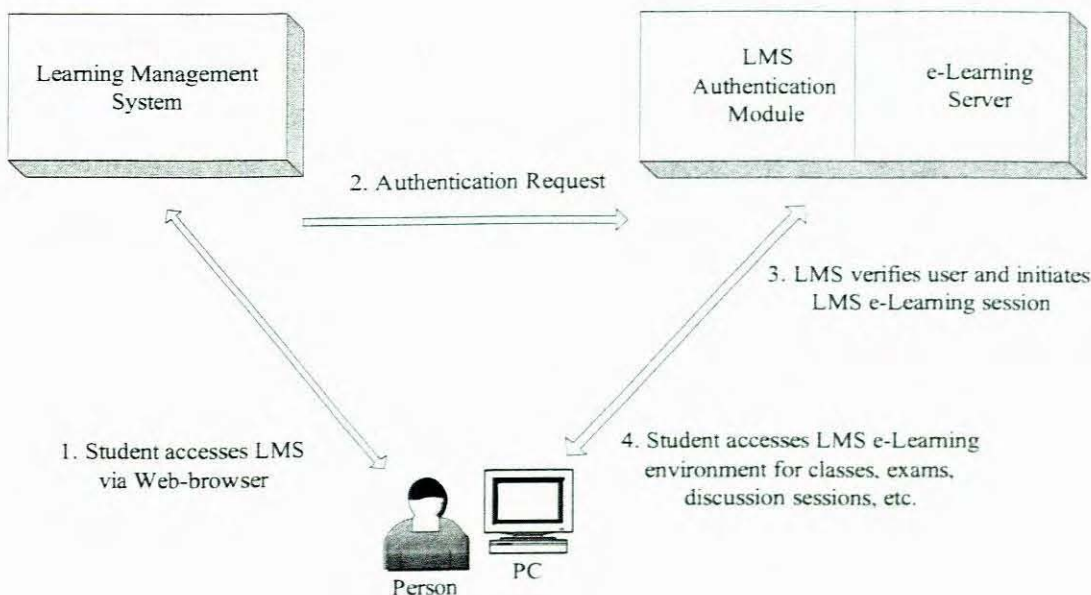 Learning Management
System
LMS
Authentication
Module
e-Learning
Server
2. Authentication Request
3. LMS verifies user and initiates
LMS e-Learning session
1. Student accesses LMS
via Web-browser
4. Student accesses LMS e-Learning
environment for classes, exams,
discussion sessions, etc.
Person
PC